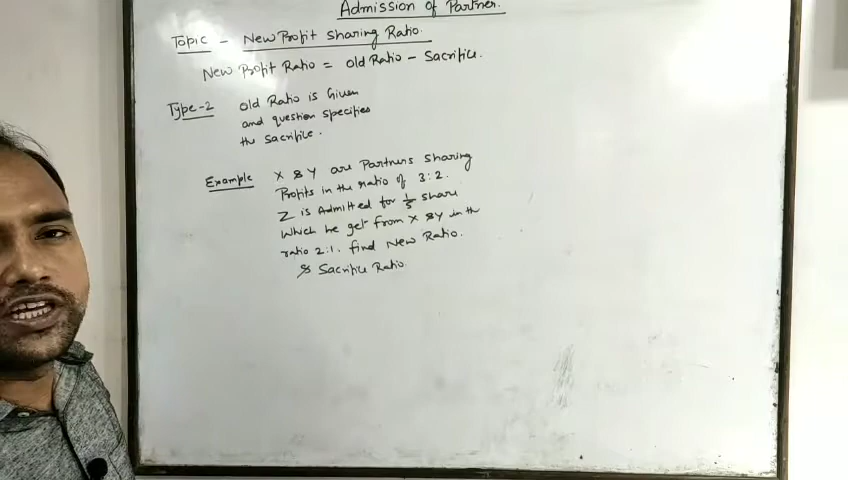 Admission of Partner.
Topic - New Profit sharing Ratio.
New Profit Ratio = old Ratio - Sacrifice.
Type-2 old Ratio is Given
and question specifies
the Sacrifice.
Example X & Y are Partners sharing
Profits in the ratio of 3:2.
Z is Admitted for 1/5 share
which he get from X & Y in the
ratio 2:1. find New Ratio.
& Sacrifice Ratio.